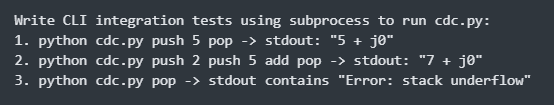 Write CLI integration tests using subprocess to run cdc.py:
1. python cdc.py push 5 pop -> stdout: "5 + j0"
2. python cdc.py push 2 push 5 add pop -> stdout: "7 + j0"
3. python cdc.py pop -> stdout contains "Error: stack underflow"